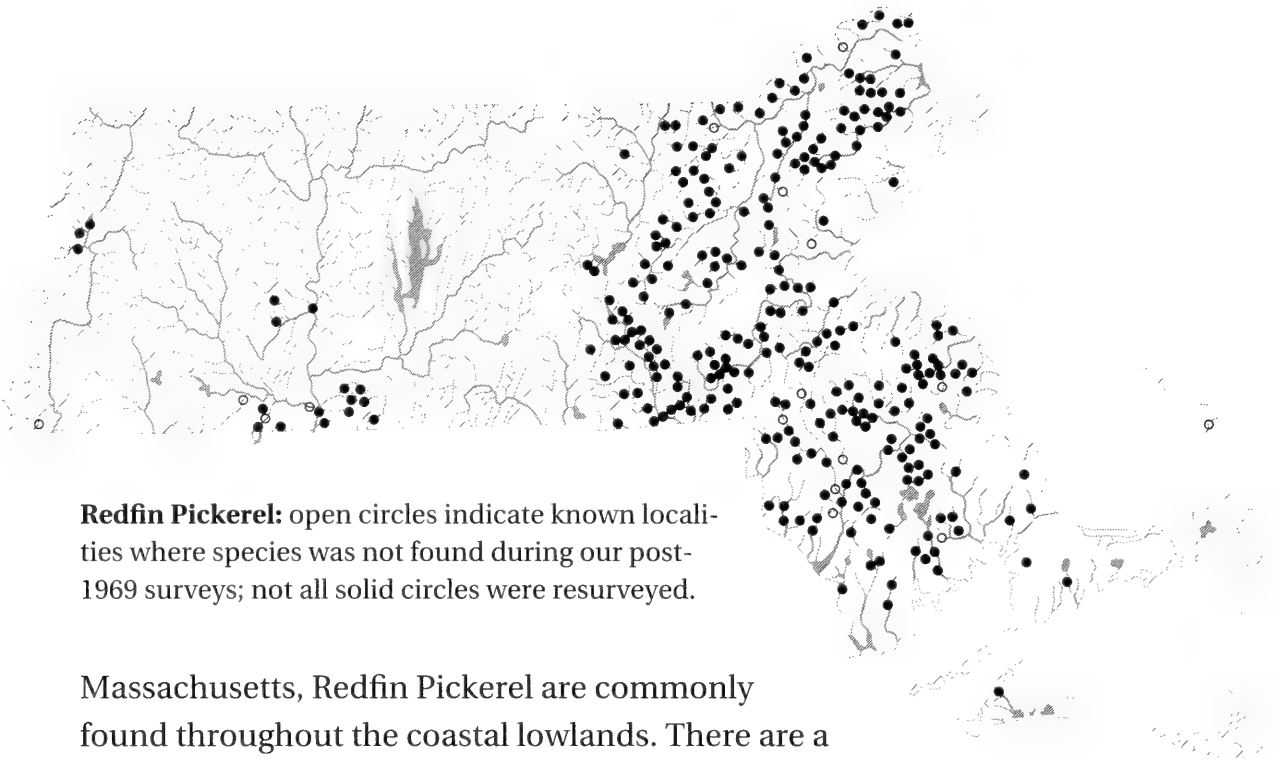 Redfin Pickerel: open circles indicate known locali-
ties where species was not found during our post-
1969 surveys; not all solid circles were resurveyed.
Massachusetts, Redfin Pickerel are commonly
found throughout the coastal lowlands. There are a